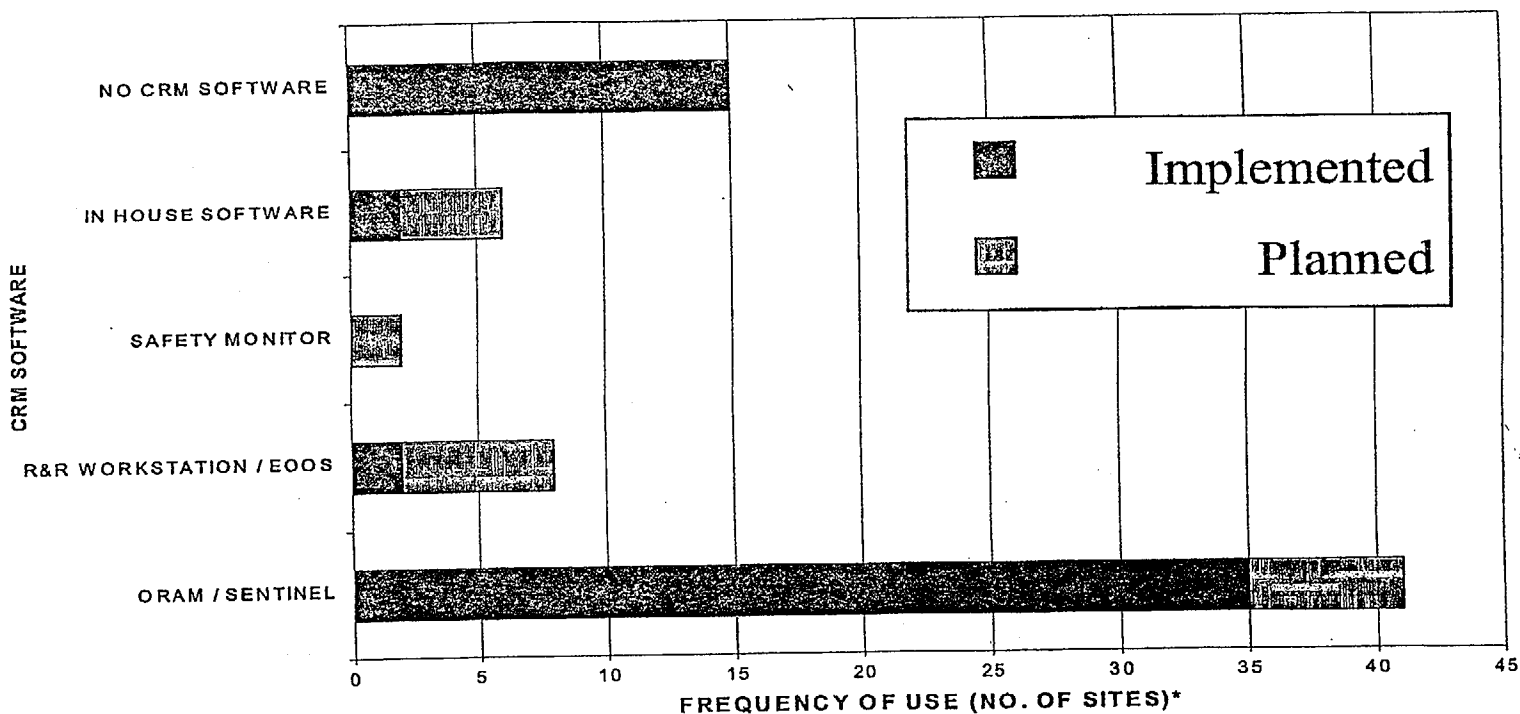 CRM SOFTWARE
NO CRM SOFTWARE
IN HOUSE SOFTWARE
SAFETY MONITOR
R&R WORKSTATION / EOOS
ORAM / SENTINEL
Implemented
Planned
0 5 10 15 20 25 30 35 40 45
FREQUENCY OF USE (NO. OF SITES)*